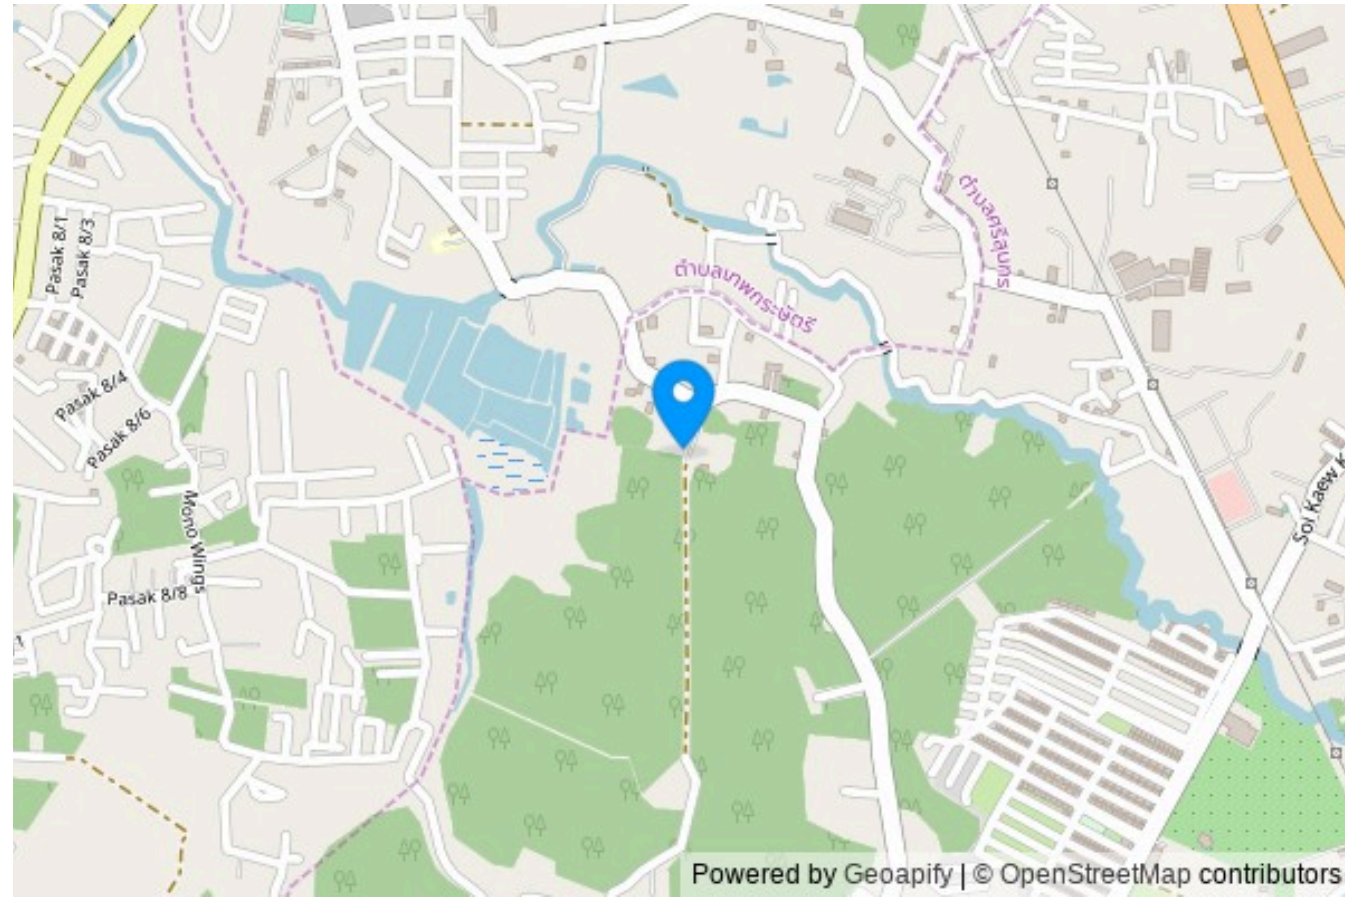 Pasak 8/1
Pasak 8/3
ตำบลศรีสุนทร
ตำบลเทพกระษัตรี
Pasak 8/4
Pasak 8/6
Mono Wings
Soi Kaew K
Pasak 8/8
Powered by Geoapify | © OpenStreetMap contributors